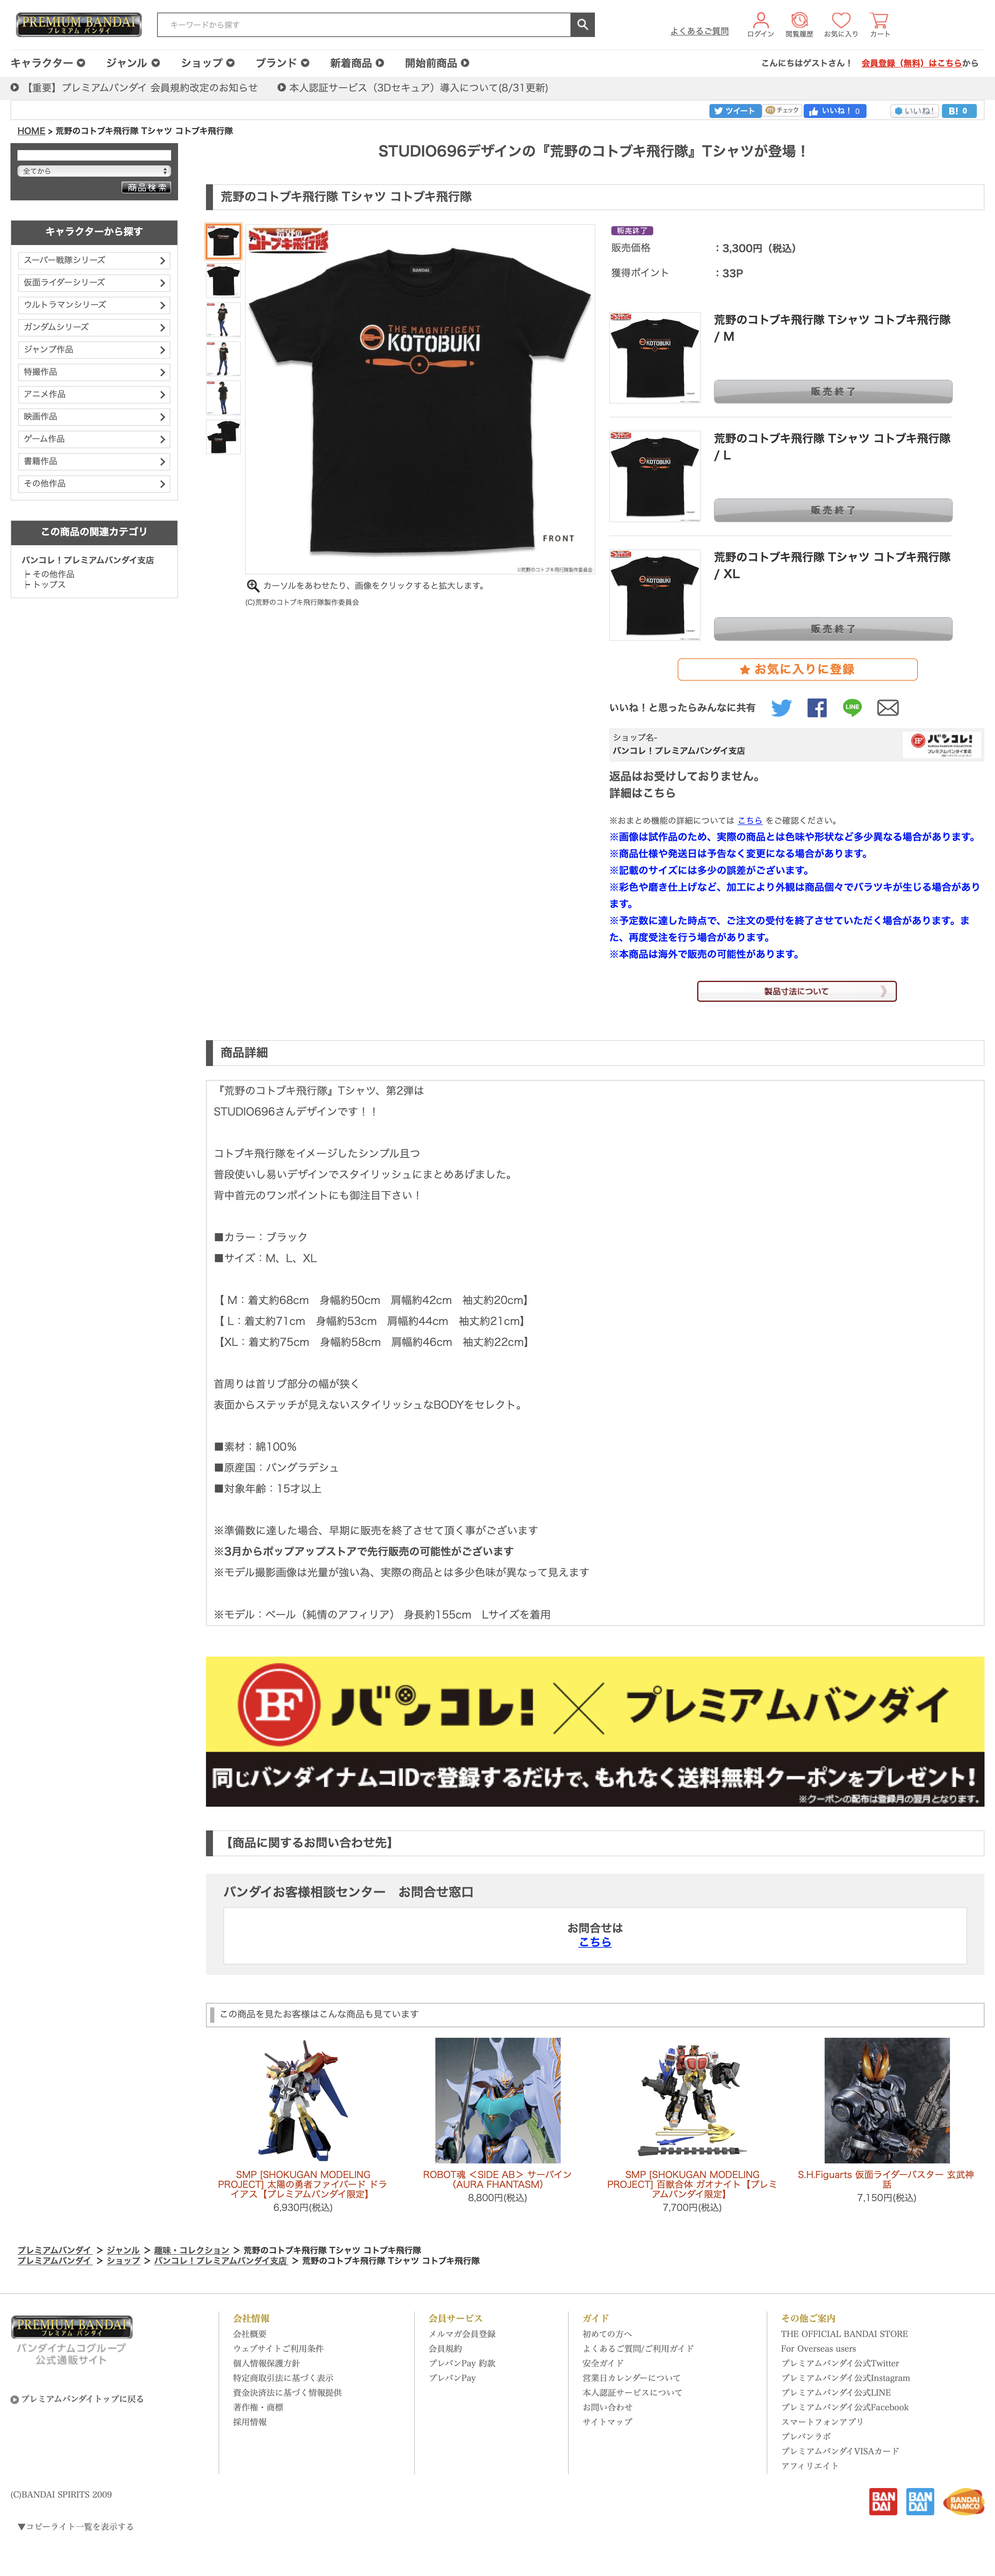 PREMIUM BANDAI
プレミアム バンダイ
キーワードから探す
よくあるご質問
ログイン
閲覧履歴
お気に入り
カート
キャラクター
ジャンル
ショップ
ブランド
新着商品
開始前商品
こんにちはゲストさん！ 会員登録（無料）はこちらから
【重要】プレミアムバンダイ 会員規約改定のお知らせ
本人認証サービス（3Dセキュア）導入について(8/31更新)
ツイート
チェック
いいね！ 0
いいね!
B! 0
HOME > 荒野のコトブキ飛行隊 Tシャツ コトブキ飛行隊
全てから
商品検索
キャラクターから探す
スーパー戦隊シリーズ
仮面ライダーシリーズ
ウルトラマンシリーズ
ガンダムシリーズ
ジャンプ作品
特撮作品
アニメ作品
映画作品
ゲーム作品
書籍作品
その他作品
この商品の関連カテゴリ
バンコレ！プレミアムバンダイ支店
その他作品
トップス
STUDIO696デザインの『荒野のコトブキ飛行隊』Tシャツが登場！
荒野のコトブキ飛行隊 Tシャツ コトブキ飛行隊
荒野のコトブキ飛行隊
BANDAI
THE MAGNIFICENT
KOTOBUKI
FRONT
©荒野のコトブキ飛行隊製作委員会
カーソルをあわせたり、画像をクリックすると拡大します。
(C)荒野のコトブキ飛行隊製作委員会
販売終了
販売価格 ：3,300円（税込）
獲得ポイント ：33P
荒野のコトブキ飛行隊 Tシャツ コトブキ飛行隊
/ M
販売終了
荒野のコトブキ飛行隊 Tシャツ コトブキ飛行隊
/ L
販売終了
荒野のコトブキ飛行隊 Tシャツ コトブキ飛行隊
/ XL
販売終了
★ お気に入りに登録
いいね！と思ったらみんなに共有
LINE
ショップ名-
バンコレ！プレミアムバンダイ支店
バンコレ!
プレミアムバンダイ支店
返品はお受けしておりません。
詳細はこちら
※おまとめ機能の詳細については こちら をご確認ください。
※画像は試作品のため、実際の商品とは色味や形状など多少異なる場合があります。
※商品仕様や発送日は予告なく変更になる場合があります。
※記載のサイズには多少の誤差がございます。
※彩色や磨き仕上げなど、加工により外観は商品個々でバラツキが生じる場合があり
ます。
※予定数に達した時点で、ご注文の受付を終了させていただく場合があります。ま
た、再度受注を行う場合があります。
※本商品は海外で販売の可能性があります。
製品寸法について
商品詳細
『荒野のコトブキ飛行隊』Tシャツ、第2弾は
STUDIO696さんデザインです！！
コトブキ飛行隊をイメージしたシンプル且つ
普段使いし易いデザインでスタイリッシュにまとめあげました。
背中首元のワンポイントにも御注目下さい！
■カラー：ブラック
■サイズ：M、L、XL
【 M：着丈約68cm 身幅約50cm 肩幅約42cm 袖丈約20cm】
【 L：着丈約71cm 身幅約53cm 肩幅約44cm 袖丈約21cm】
【XL：着丈約75cm 身幅約58cm 肩幅約46cm 袖丈約22cm】
首周りは首リブ部分の幅が狭く
表面からステッチが見えないスタイリッシュなBODYをセレクト。
■素材：綿100％
■原産国：バングラデシュ
■対象年齢：15才以上
※準備数に達した場合、早期に販売を終了させて頂く事がございます
※3月からポップアップストアで先行販売の可能性がございます
※モデル撮影画像は光量が強い為、実際の商品とは多少色味が異なって見えます
※モデル：ペール（純情のアフィリア） 身長約155cm Lサイズを着用
BF バンコレ! × プレミアムバンダイ
同じバンダイナムコIDで登録するだけで、もれなく送料無料クーポンをプレゼント!
※クーポンの配布は登録月の翌月となります。
【商品に関するお問い合わせ先】
バンダイお客様相談センター お問合せ窓口
お問合せは
こちら
この商品を見たお客様はこんな商品も見ています
SMP [SHOKUGAN MODELING
PROJECT] 太陽の勇者ファイバード ドラ
イアス【プレミアムバンダイ限定】
6,930円(税込)
ROBOT魂 ＜SIDE AB＞ サーバイン
（AURA FHANTASM）
8,800円(税込)
SMP [SHOKUGAN MODELING
PROJECT] 百獣合体 ガオナイト【プレミ
アムバンダイ限定】
7,700円(税込)
S.H.Figuarts 仮面ライダーバスター 玄武神
話
7,150円(税込)
プレミアムバンダイ ＞ ジャンル ＞ 趣味・コレクション ＞ 荒野のコトブキ飛行隊 Tシャツ コトブキ飛行隊
プレミアムバンダイ ＞ ショップ ＞ バンコレ！プレミアムバンダイ支店 ＞ 荒野のコトブキ飛行隊 Tシャツ コトブキ飛行隊
PREMIUM BANDAI
プレミアム バンダイ
バンダイナムコグループ
公式通販サイト
プレミアムバンダイトップに戻る
会社情報
会社概要
ウェブサイトご利用条件
個人情報保護方針
特定商取引法に基づく表示
資金決済法に基づく情報提供
著作権・商標
採用情報
会員サービス
メルマガ会員登録
会員規約
プレバンPay 約款
プレバンPay
ガイド
初めての方へ
よくあるご質問/ご利用ガイド
安全ガイド
営業日カレンダーについて
本人認証サービスについて
お問い合わせ
サイトマップ
その他ご案内
THE OFFICIAL BANDAI STORE
For Overseas users
プレミアムバンダイ公式Twitter
プレミアムバンダイ公式Instagram
プレミアムバンダイ公式LINE
プレミアムバンダイ公式Facebook
スマートフォンアプリ
プレバンラボ
プレミアムバンダイVISAカード
アフィリエイト
(C)BANDAI SPIRITS 2009
BAN
DAI
BAN
DAI
BANDAI
NAMCO
▼コピーライト一覧を表示する